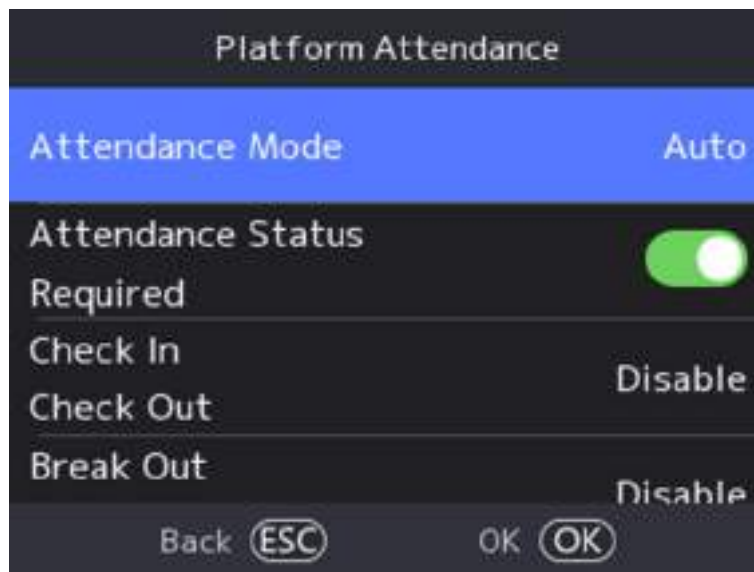 Platform Attendance
Attendance Mode Auto
Attendance Status
Required
Check In
Disable
Check Out
Break Out
Disable
Back ESC OK OK